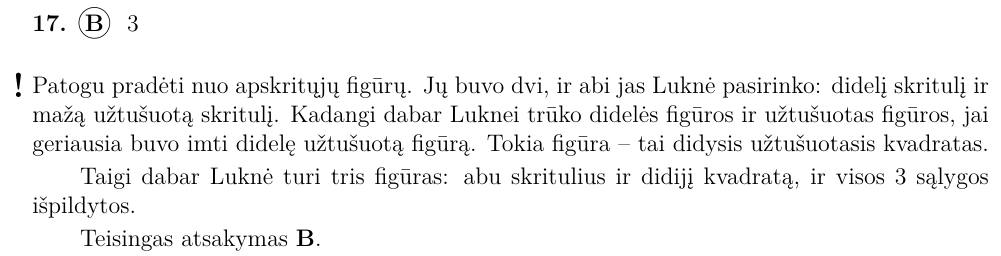 17. B 3
! Patogu pradėti nuo apskritųjų figūrų. Jų buvo dvi, ir abi jas Luknė pasirinko: didelį skritulį ir
mažą užtušuotą skritulį. Kadangi dabar Luknei trūko didelės figūros ir užtušuotas figūros, jai
geriausia buvo imti didelę užtušuotą figūrą. Tokia figūra – tai didysis užtušuotasis kvadratas.
Taigi dabar Luknė turi tris figūras: abu skritulius ir didijį kvadratą, ir visos 3 sąlygos
išpildytos.
Teisingas atsakymas B.